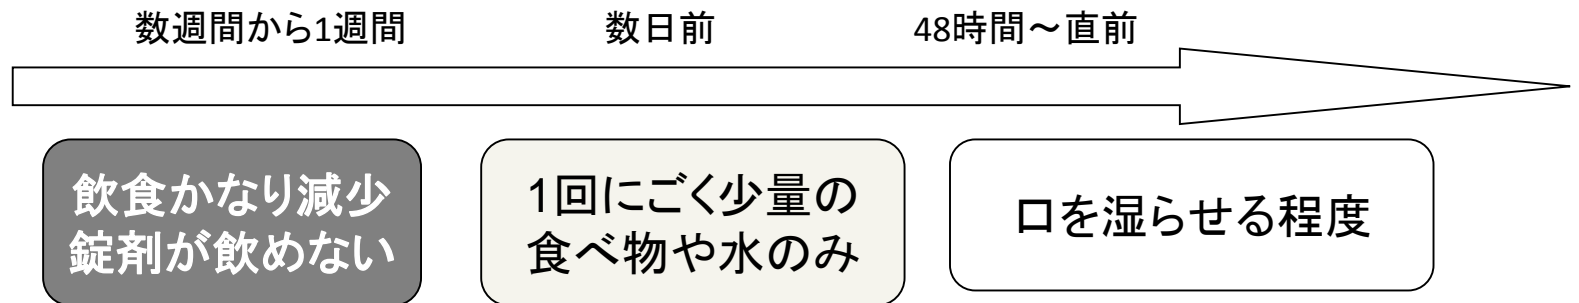 数週間から1週間
数日前
48時間～直前
飲食かなり減少
錠剤が飲めない
1回にごく少量の
食べ物や水のみ
口を湿らせる程度